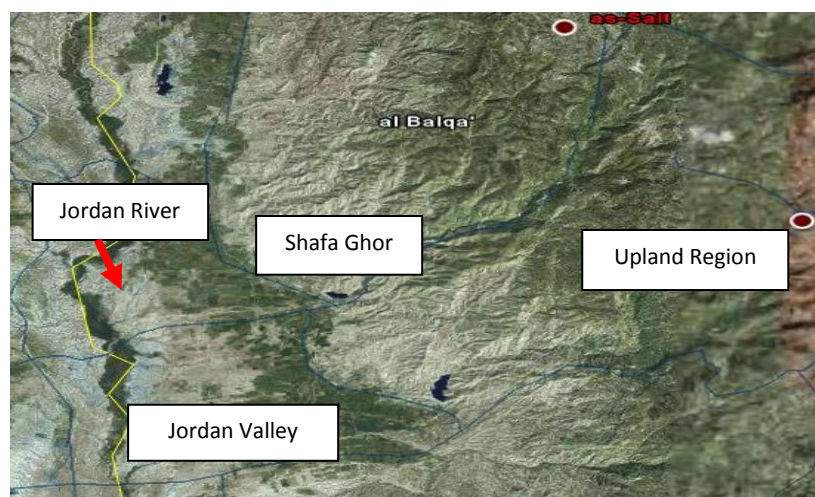 as-Salt
al Balqa'
Jordan River
Shafa Ghor
Upland Region
Jordan Valley